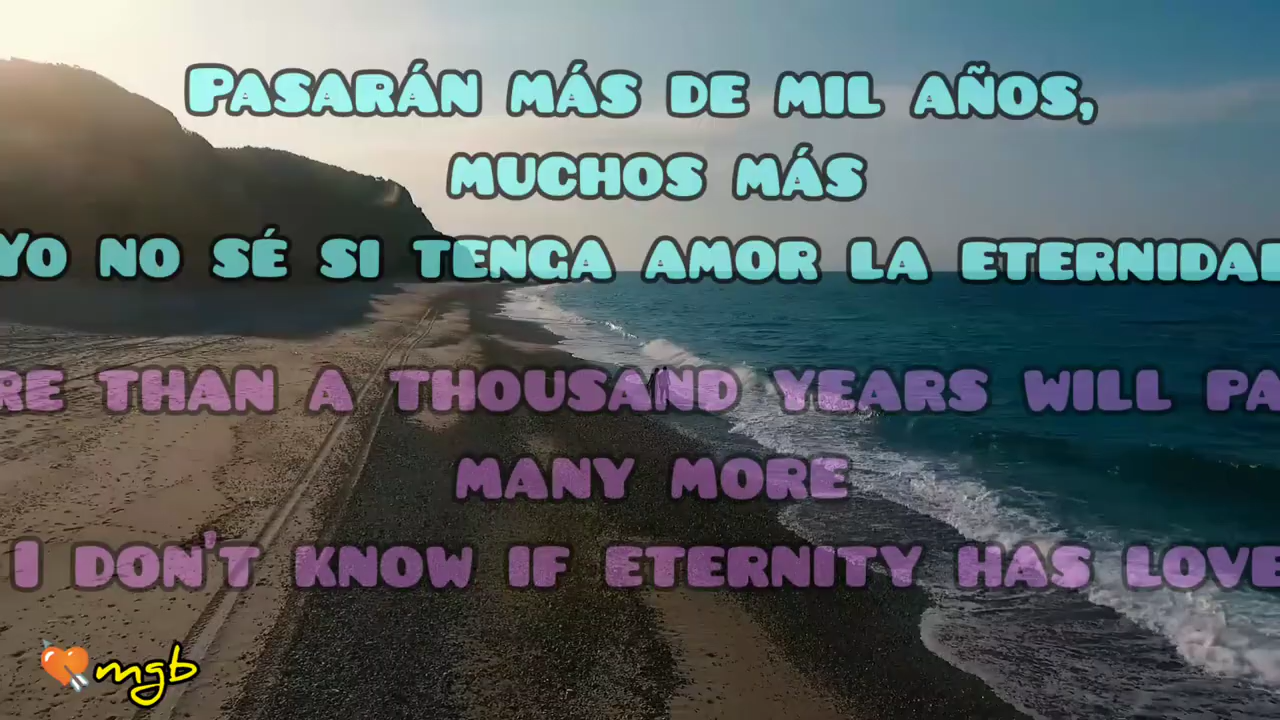 Pasarán más de mil años,
muchos más
Yo no sé si tenga amor la eternidad
re than a thousand years will pa
many more
I don't know if eternity has love
mgb